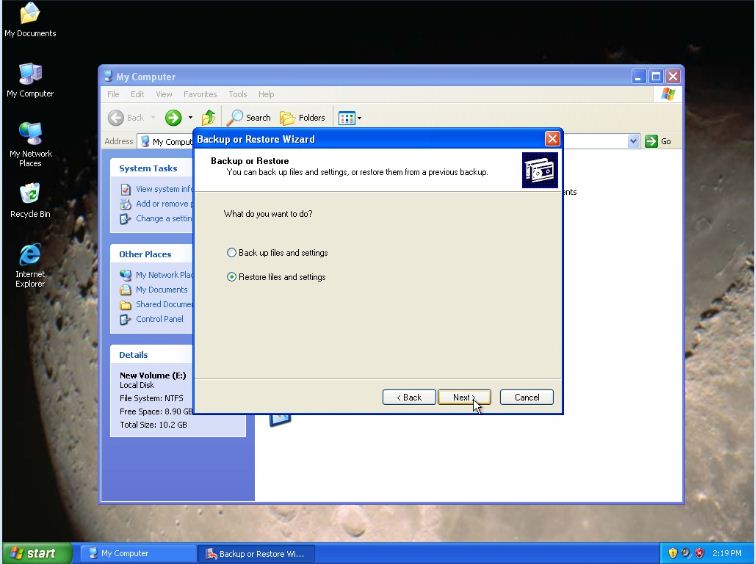 My Documents
My Computer
My Network
Places
Recycle Bin
Internet
Explorer
My Computer
File Edit View Favorites Tools Help
Back Search Folders
Address My Comput Go
System Tasks
View system info
Add or remove p
Change a settin
Other Places
My Network Plac
My Documents
Shared Documen
Control Panel
Details
New Volume (E:)
Local Disk
File System: NTFS
Free Space: 8.90 GB
Total Size: 10.2 GB
ents
Backup or Restore Wizard
Backup or Restore
You can back up files and settings, or restore them from a previous backup.
What do you want to do?
Back up files and settings
Restore files and settings
< Back Next > Cancel
start My Computer Backup or Restore Wi... 2:19 PM